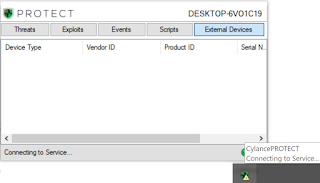 PROTECT DESKTOP-6VO1C19
Threats Exploits Events Scripts External Devices
Device Type Vendor ID Product ID Serial N...
Connecting to Service...
CylancePROTECT
Connecting to Service...